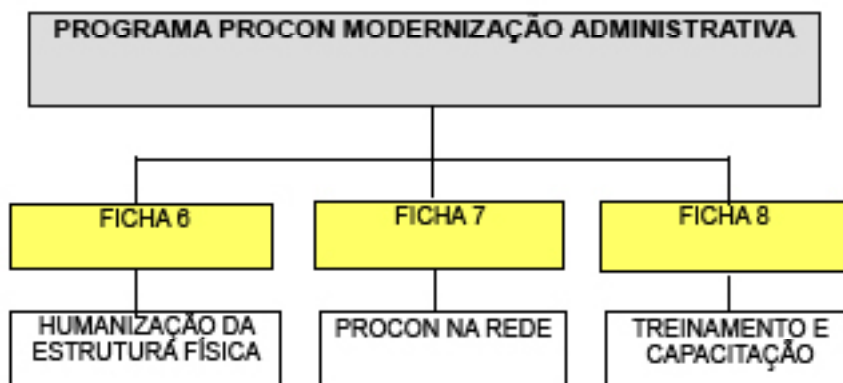 PROGRAMA PROCON MODERNIZAÇÃO ADMINISTRATIVA
FICHA 6
FICHA 7
FICHA 8
HUMANIZAÇÃO DA
ESTRUTURA FÍSICA
PROCON NA REDE
TREINAMENTO E
CAPACITAÇÃO